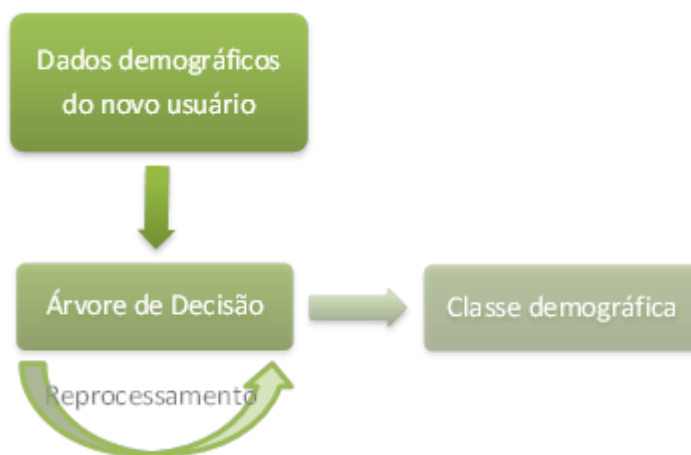 Dados demográficos
do novo usuário
Árvore de Decisão
Classe demográfica
Reprocessamento